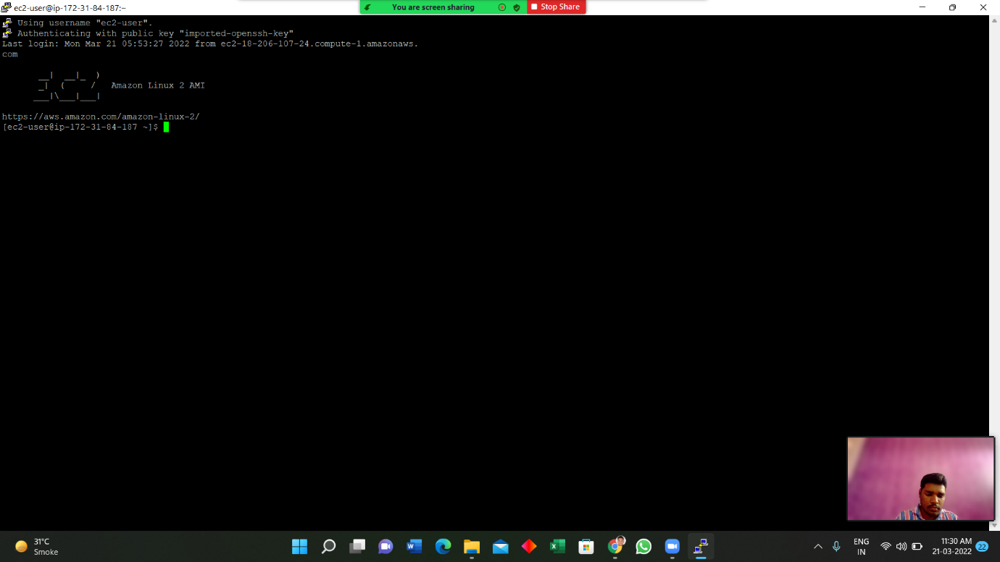 ec2-user@ip-172-31-84-187:~
You are screen sharing
Stop Share
Using username "ec2-user".
Authenticating with public key "imported-openssh-key"
Last login: Mon Mar 21 05:53:27 2022 from ec2-18-206-107-24.compute-1.amazonaws.
com
__|  __|_  )
_|  (     /   Amazon Linux 2 AMI
___|\___|___|
https://aws.amazon.com/amazon-linux-2/
[ec2-user@ip-172-31-84-187 ~]$
31°C
Smoke
ENG
IN
11:30 AM
21-03-2022
22